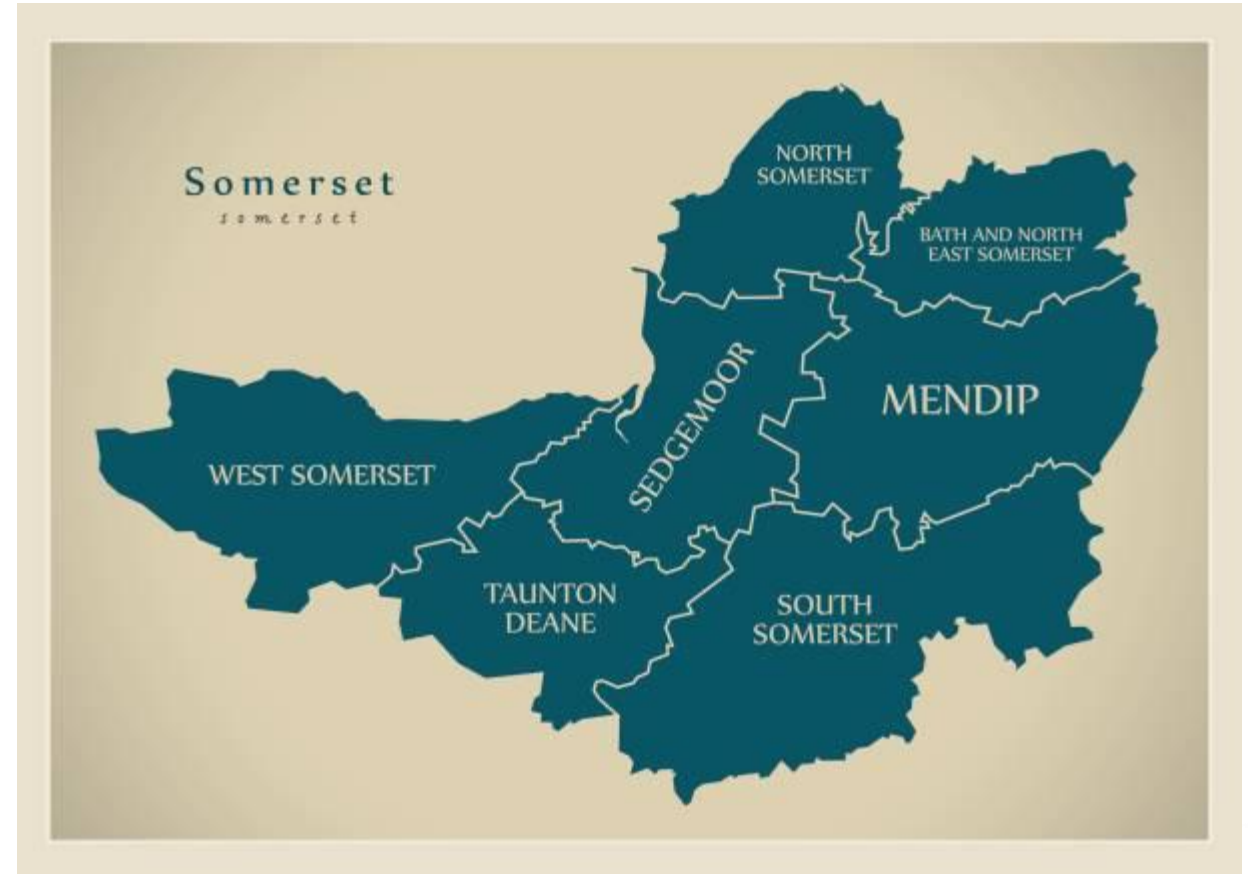 Somerset
somerset
NORTH
SOMERSET
BATH AND NORTH
EAST SOMERSET
SEDGEMOOR
MENDIP
WEST SOMERSET
TAUNTON
DEANE
SOUTH
SOMERSET